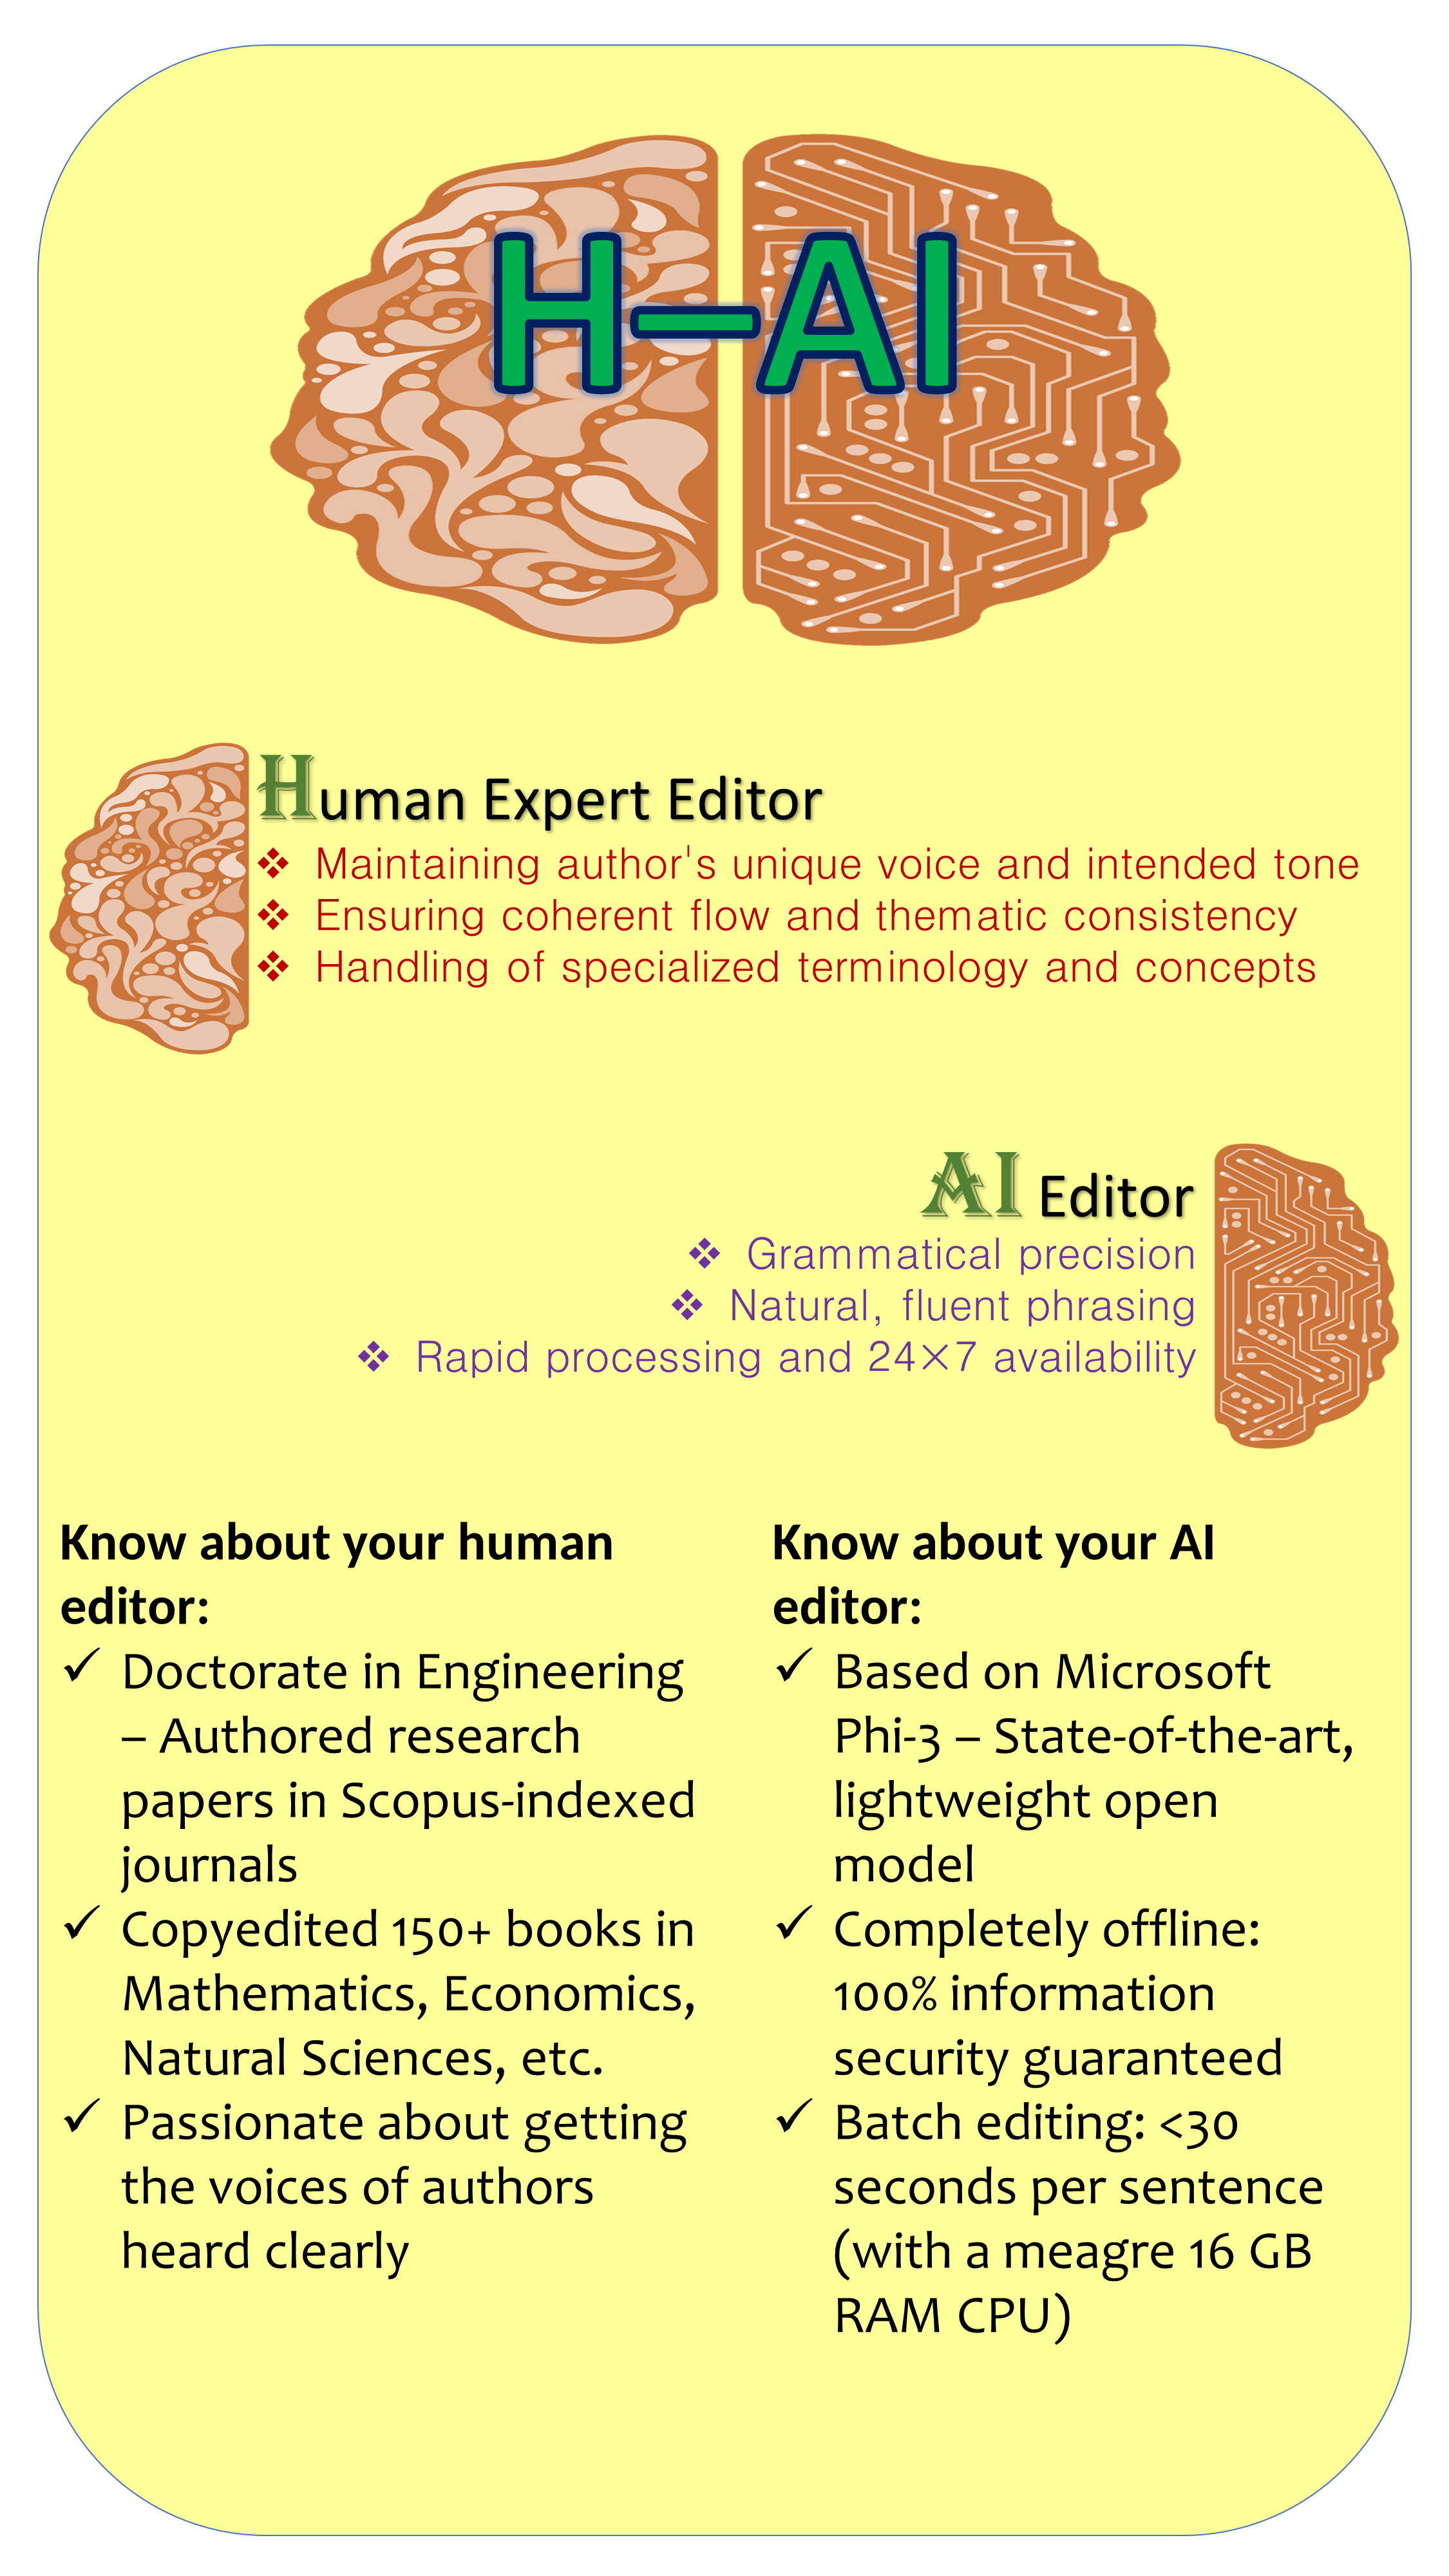 H–AI
Human Expert Editor
❖ Maintaining author's unique voice and intended tone
❖ Ensuring coherent flow and thematic consistency
❖ Handling of specialized terminology and concepts
AI Editor
❖ Grammatical precision
❖ Natural, fluent phrasing
❖ Rapid processing and 24×7 availability
Know about your human
editor:
✓ Doctorate in Engineering
– Authored research
papers in Scopus-indexed
journals
✓ Copyedited 150+ books in
Mathematics, Economics,
Natural Sciences, etc.
✓ Passionate about getting
the voices of authors
heard clearly
Know about your AI
editor:
✓ Based on Microsoft
Phi-3 – State-of-the-art,
lightweight open
model
✓ Completely offline:
100% information
security guaranteed
✓ Batch editing: <30
seconds per sentence
(with a meagre 16 GB
RAM CPU)